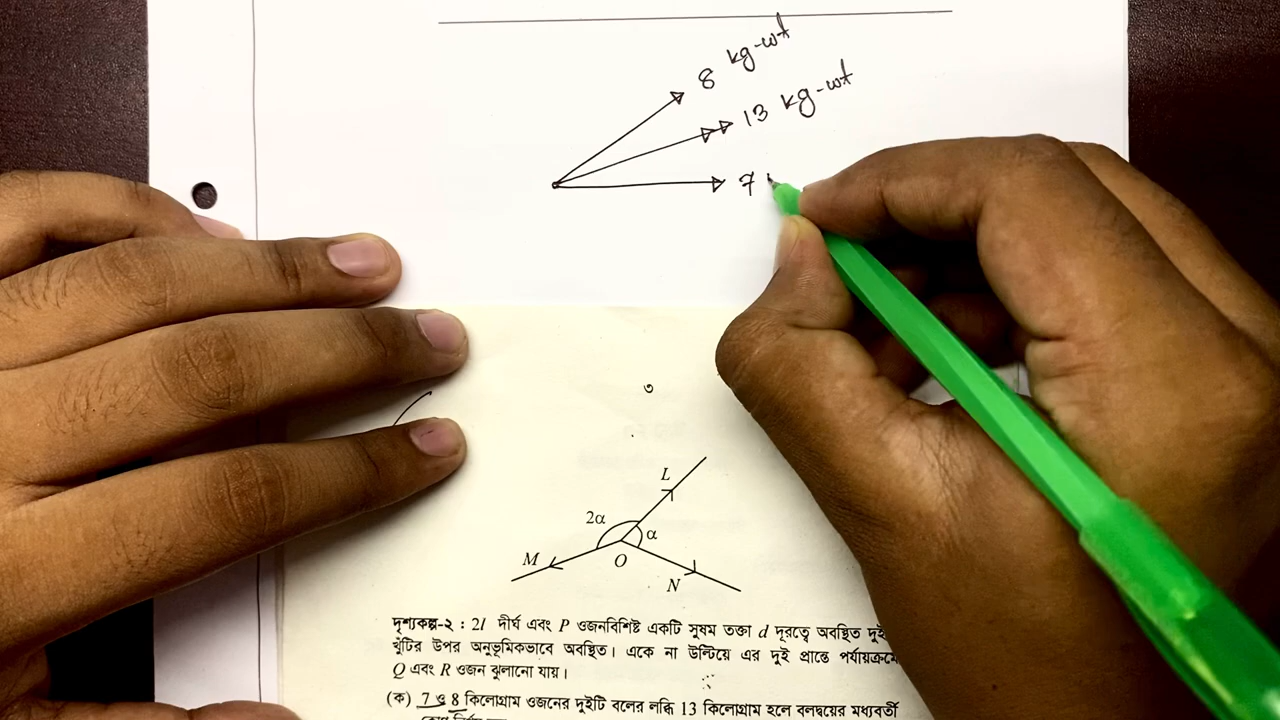 8 kg-wt
13 kg-wt
7
৩
L
2α
α
M
O
N
দৃশ্যকল্প-২ : 2l দীর্ঘ এবং P ওজনবিশিষ্ট একটি সুষম তক্তা d দূরত্বে অবস্থিত দুই
খুঁটির উপর অনুভূমিকভাবে অবস্থিত। একে না উল্টিয়ে এর দুই প্রান্তে পর্যায়ক্রমে
Q এবং R ওজন ঝুলানো যায়।
(ক) 7 ও 8 কিলোগ্রাম ওজনের দুইটি বলের লব্ধি 13 কিলোগ্রাম হলে বলদ্বয়ের মধ্যবর্তী